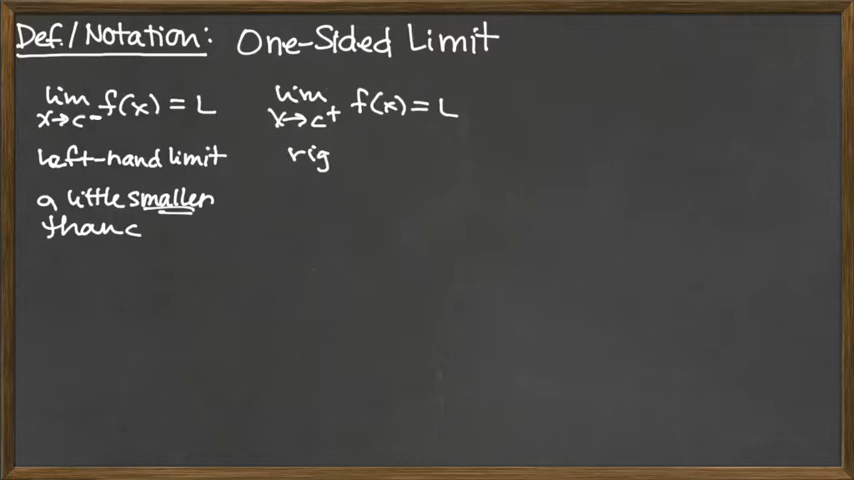 Def./Notation: One-Sided Limit
lim x→c⁻ f(x) = L
left-hand limit
a little smaller
than c
lim x→c⁺ f(x) = L
rig